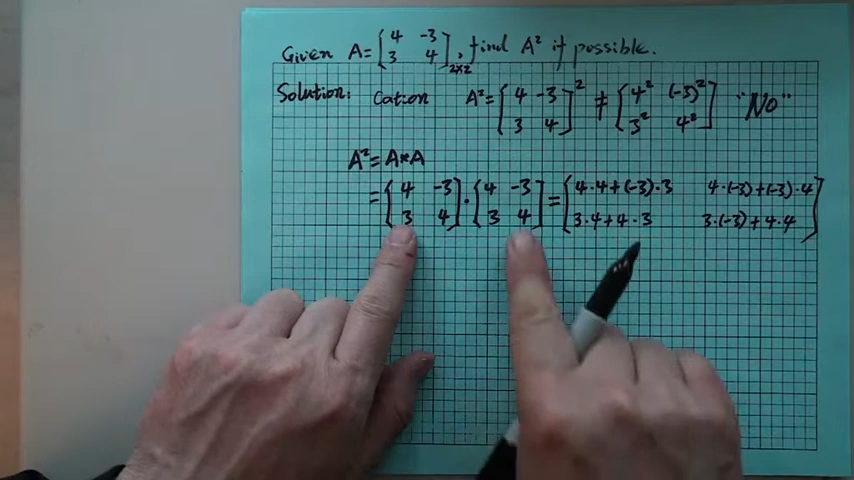 Given A = [4 -3; 3 4]2x2, find A² if possible.
Solution: Cation A² = [4 -3; 3 4]² ≠ [4² (-3)²; 3² 4²] "No"
A² = A*A
= [4 -3; 3 4] · [4 -3; 3 4] = [4·4+(-3)·3 4·(-3)+(-3)·4; 3·4+4·3 3·(-3)+4·4]